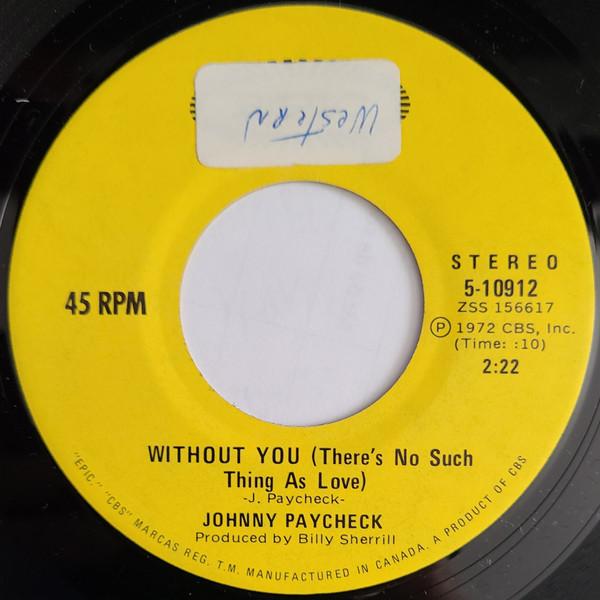 Western
45 RPM
STEREO
5-10912
ZSS 156617
Ⓟ 1972 CBS, Inc.
(Time: :10)
2:22
WITHOUT YOU (There's No Such
Thing As Love)
-J. Paycheck-
JOHNNY PAYCHECK
Produced by Billy Sherrill
"EPIC," "CBS" MARCAS REG. T.M. MANUFACTURED IN CANADA. A PRODUCT OF CBS